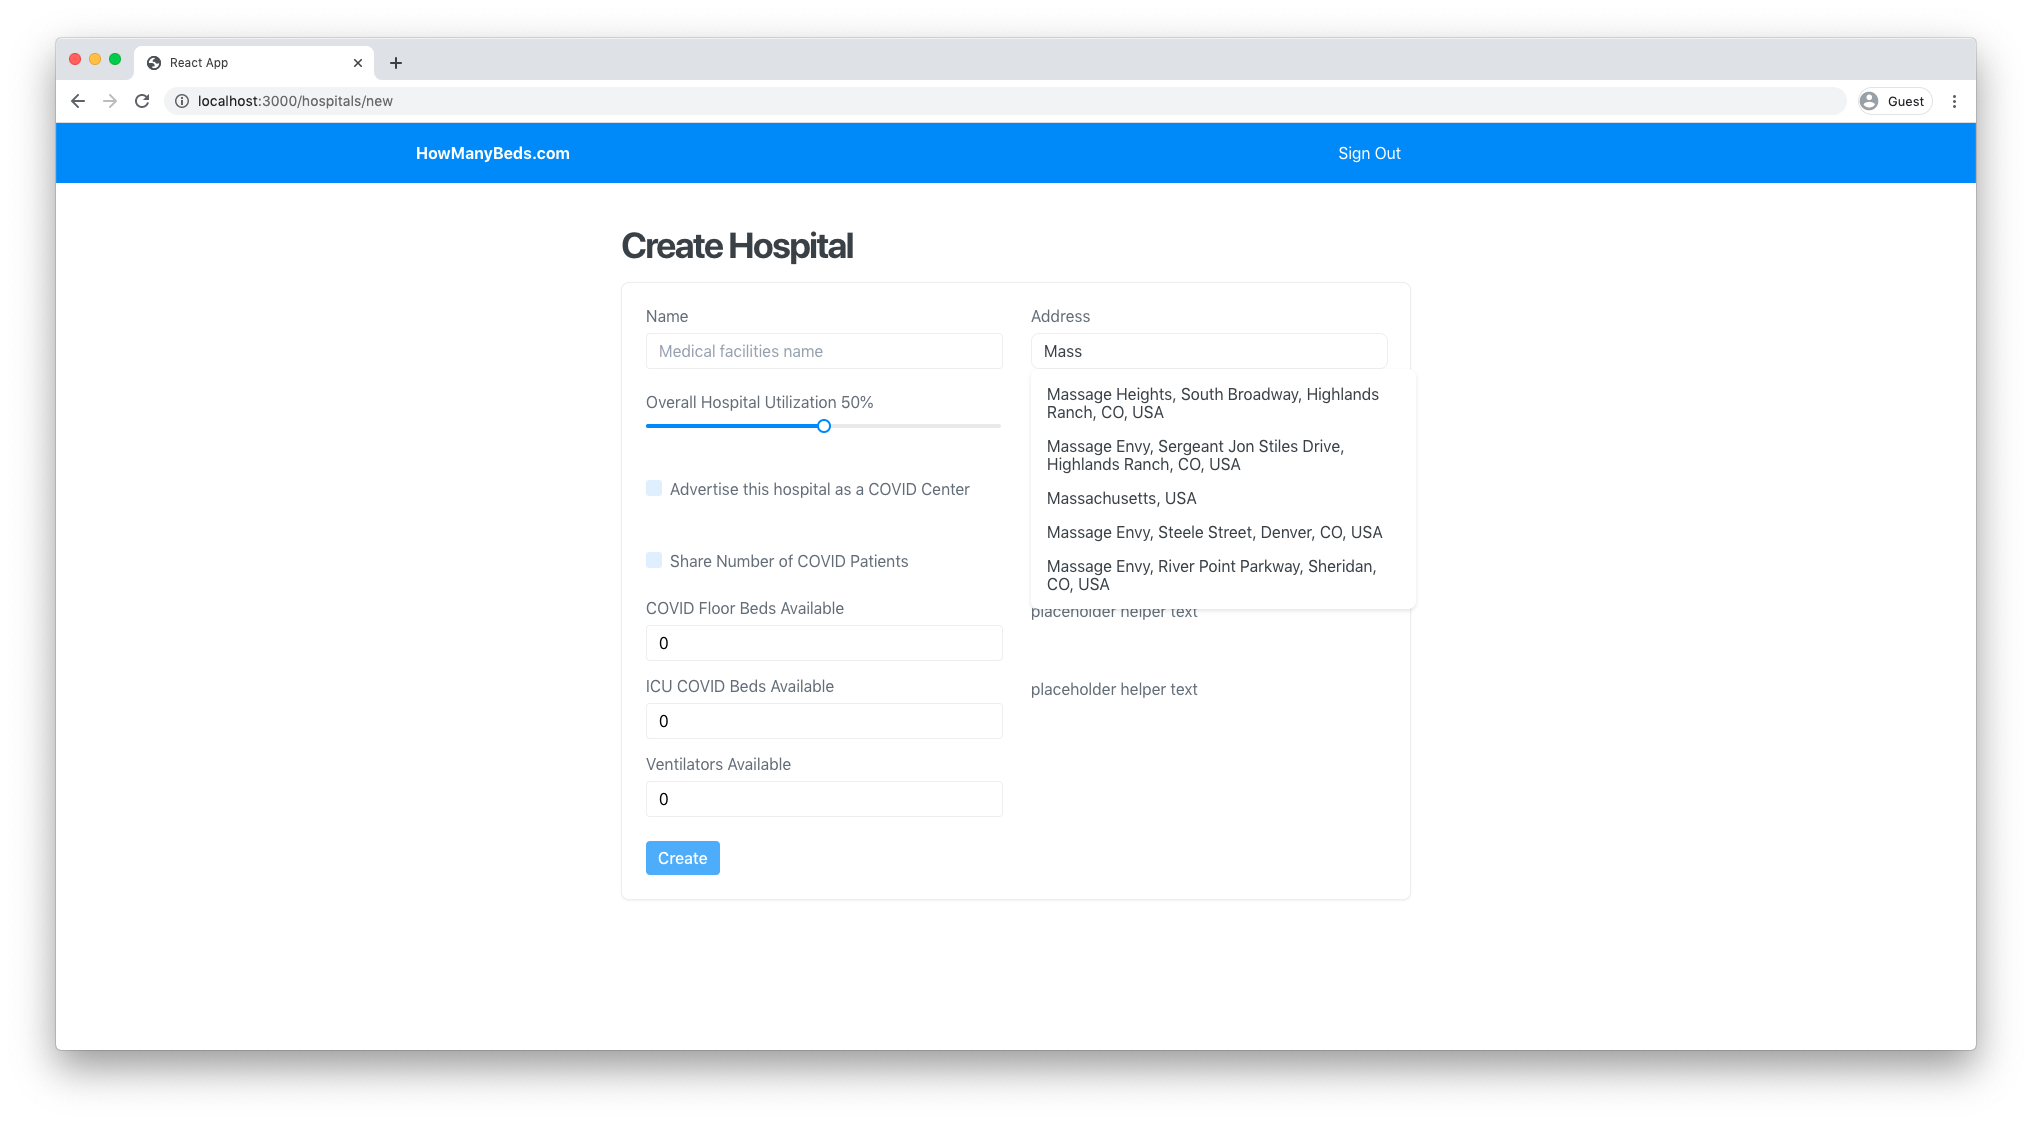 React App
localhost:3000/hospitals/new
Guest
HowManyBeds.com
Sign Out
Create Hospital
Name
Address
Medical facilities name
Mass
Massage Heights, South Broadway, Highlands
Ranch, CO, USA
Massage Envy, Sergeant Jon Stiles Drive,
Highlands Ranch, CO, USA
Massachusetts, USA
Massage Envy, Steele Street, Denver, CO, USA
Massage Envy, River Point Parkway, Sheridan,
CO, USA
Overall Hospital Utilization 50%
Advertise this hospital as a COVID Center
Share Number of COVID Patients
COVID Floor Beds Available
placeholder helper text
0
ICU COVID Beds Available
placeholder helper text
0
Ventilators Available
0
Create